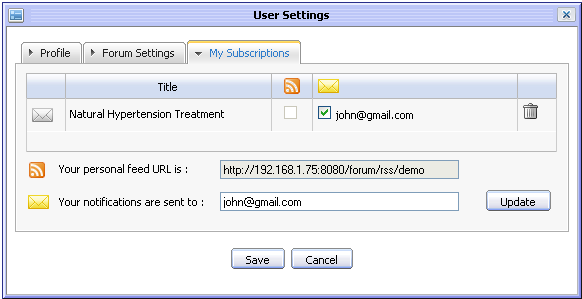 User Settings
Profile
Forum Settings
My Subscriptions
Title
Natural Hypertension Treatment
john@gmail.com
Your personal feed URL is :
http://192.168.1.75:8080/forum/rss/demo
Your notifications are sent to :
john@gmail.com
Update
Save
Cancel